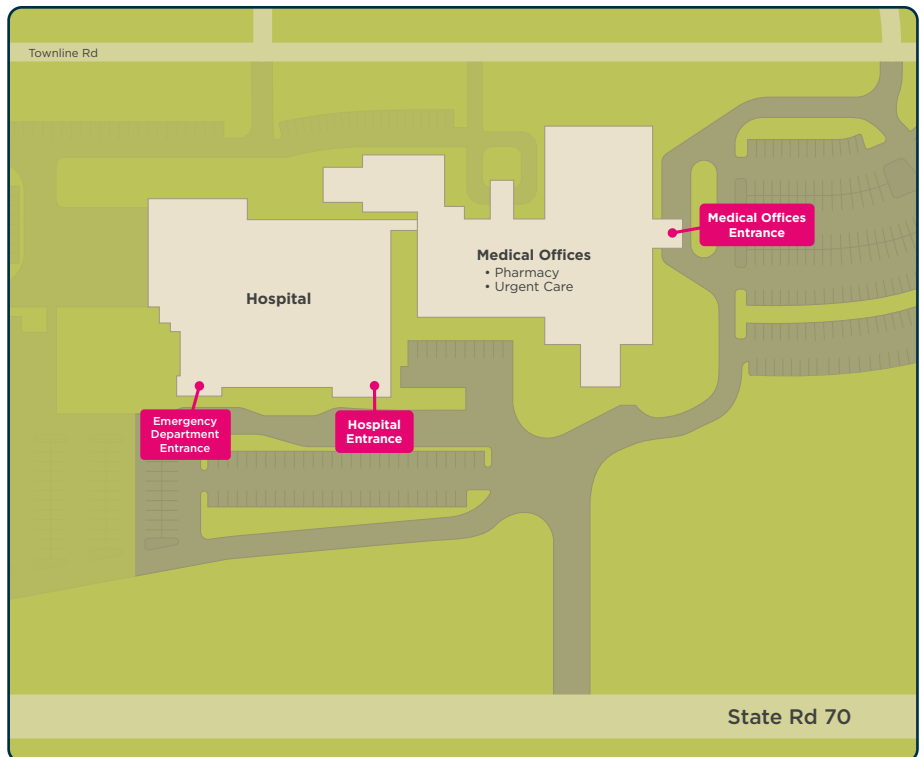 Townline Rd
Medical Offices
Entrance
Medical Offices
• Pharmacy
• Urgent Care
Hospital
Emergency
Department
Entrance
Hospital
Entrance
State Rd 70